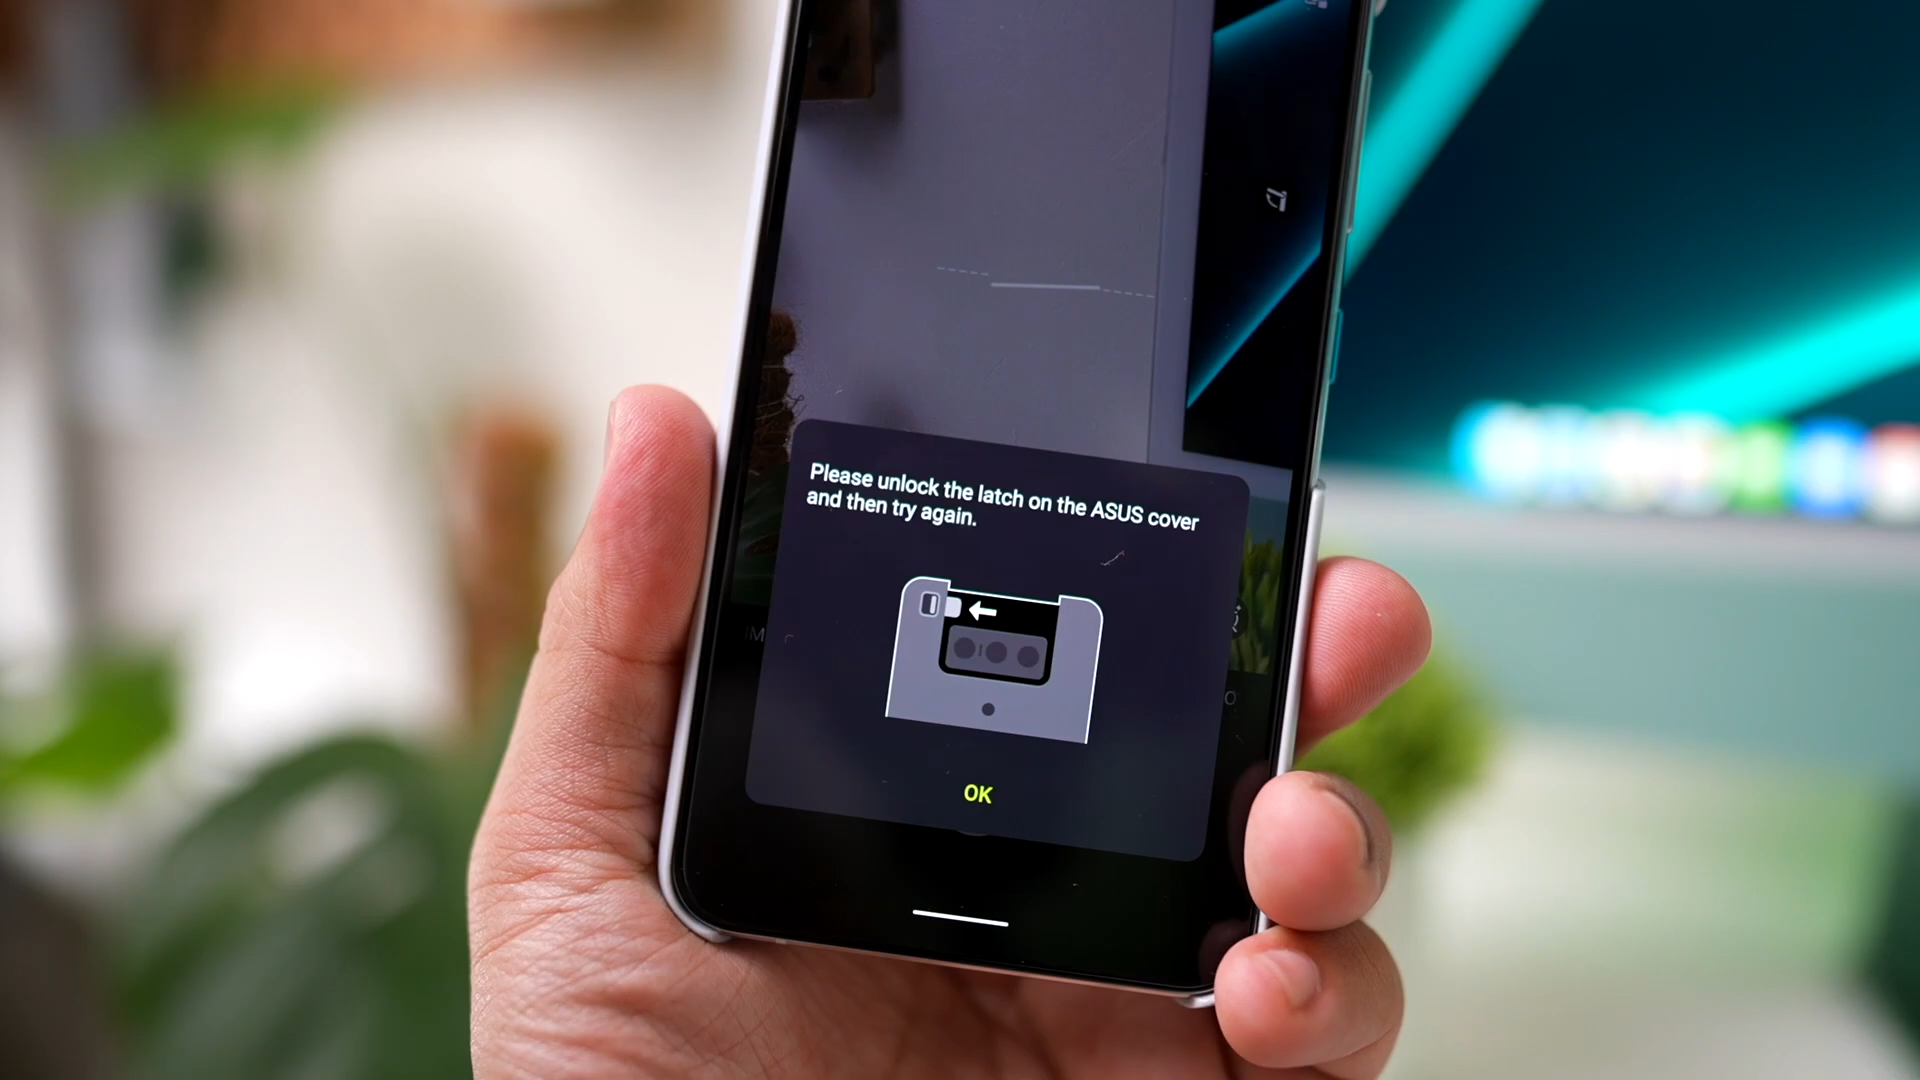 Please unlock the latch on the ASUS cover
and then try again.
OK